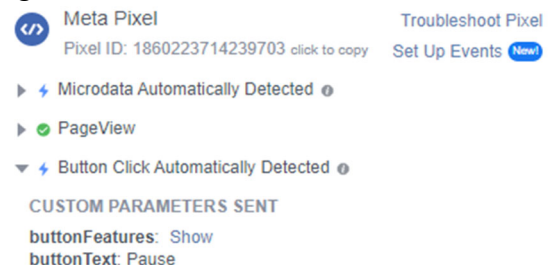 </>
Meta Pixel
Troubleshoot Pixel
Pixel ID: 1860223714239703 click to copy
Set Up Events New!
Microdata Automatically Detected i
PageView
Button Click Automatically Detected i
CUSTOM PARAMETERS SENT
buttonFeatures: Show
buttonText: Pause